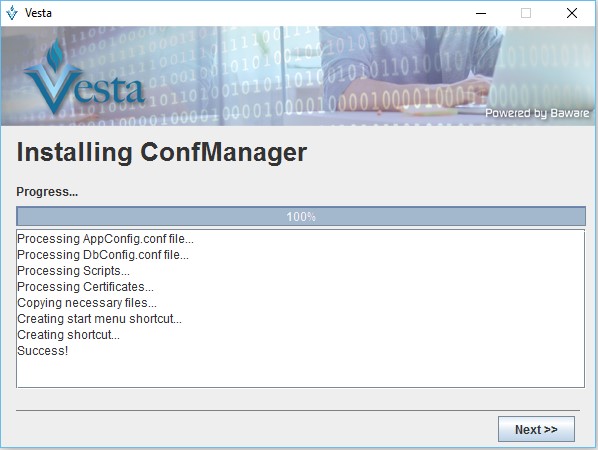 Vesta
Vesta
Powered by Baware
Installing ConfManager
Progress...
100%
Processing AppConfig.conf file...
Processing DbConfig.conf file...
Processing Scripts...
Processing Certificates...
Copying necessary files...
Creating start menu shortcut...
Creating shortcut...
Success!
Next >>